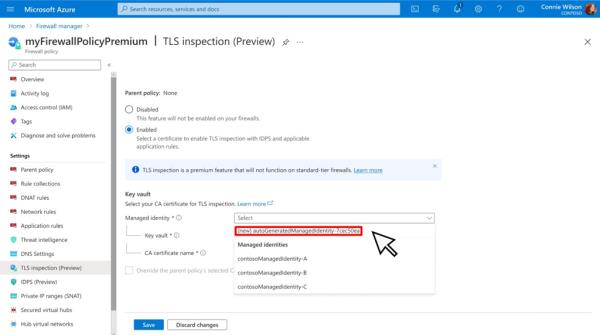 Microsoft Azure
Search resources, services, and docs
Connie Wilson
CONTOSO
Home > Firewall manager >
myFirewallPolicyPremium | TLS inspection (Preview)
Firewall policy
Search
Overview
Activity log
Access control (IAM)
Tags
Diagnose and solve problems
Settings
Parent policy
Rule collections
DNAT rules
Network rules
Application rules
Threat intelligence
DNS Settings
TLS inspection (Preview)
IDPS (Preview)
Private IP ranges (SNAT)
Secured virtual hubs
Hub virtual networks
Parent policy: None
Disabled
This feature will not be enabled on your firewalls.
Enabled
Select a certificate to enable TLS inspection with IDPS and applicable
application rules.
TLS inspection is a premium feature that will not function on standard-tier firewalls. Learn more
Key vault
Select your CA certificate for TLS inspection. Learn more
Managed identity *
Select
(new) autoGeneratedManagedIdentity-7cec50ea
Key vault *
Managed identities
CA certificate name *
contosoManagedIdentity-A
Override the parent policy's selected C
contosoManagedIdentity-B
contosoManagedIdentity-C
Save
Discard changes